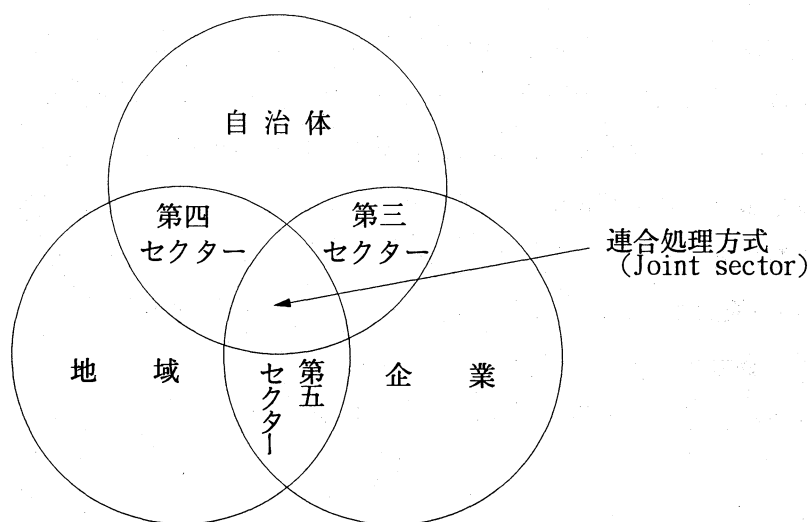 自治体
第四
セクター
第三
セクター
連合処理方式
(Joint sector)
地域
第五
セクター
企業